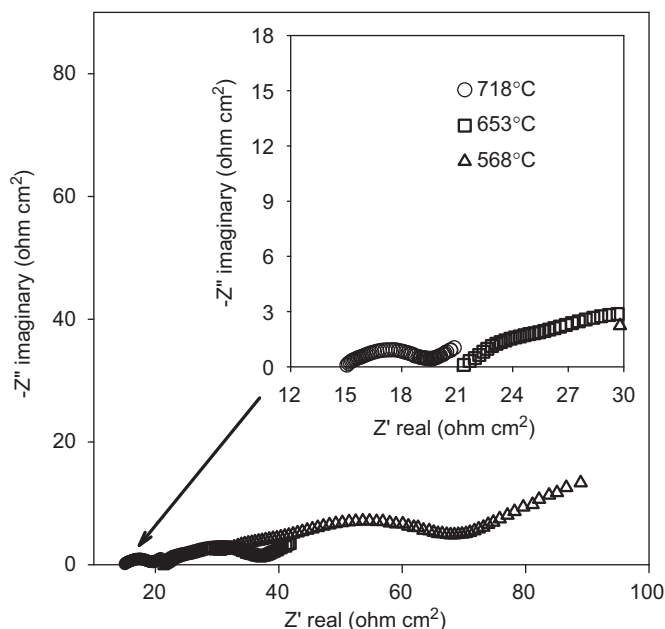 80
60
40
20
0
-Z" imaginary (ohm cm2)
20 40 60 80 100
Z' real (ohm cm2)
18
15
12
9
6
3
0
-Z" imaginary (ohm cm2)
12 15 18 21 24 27 30
Z' real (ohm cm2)
718°C
653°C
568°C